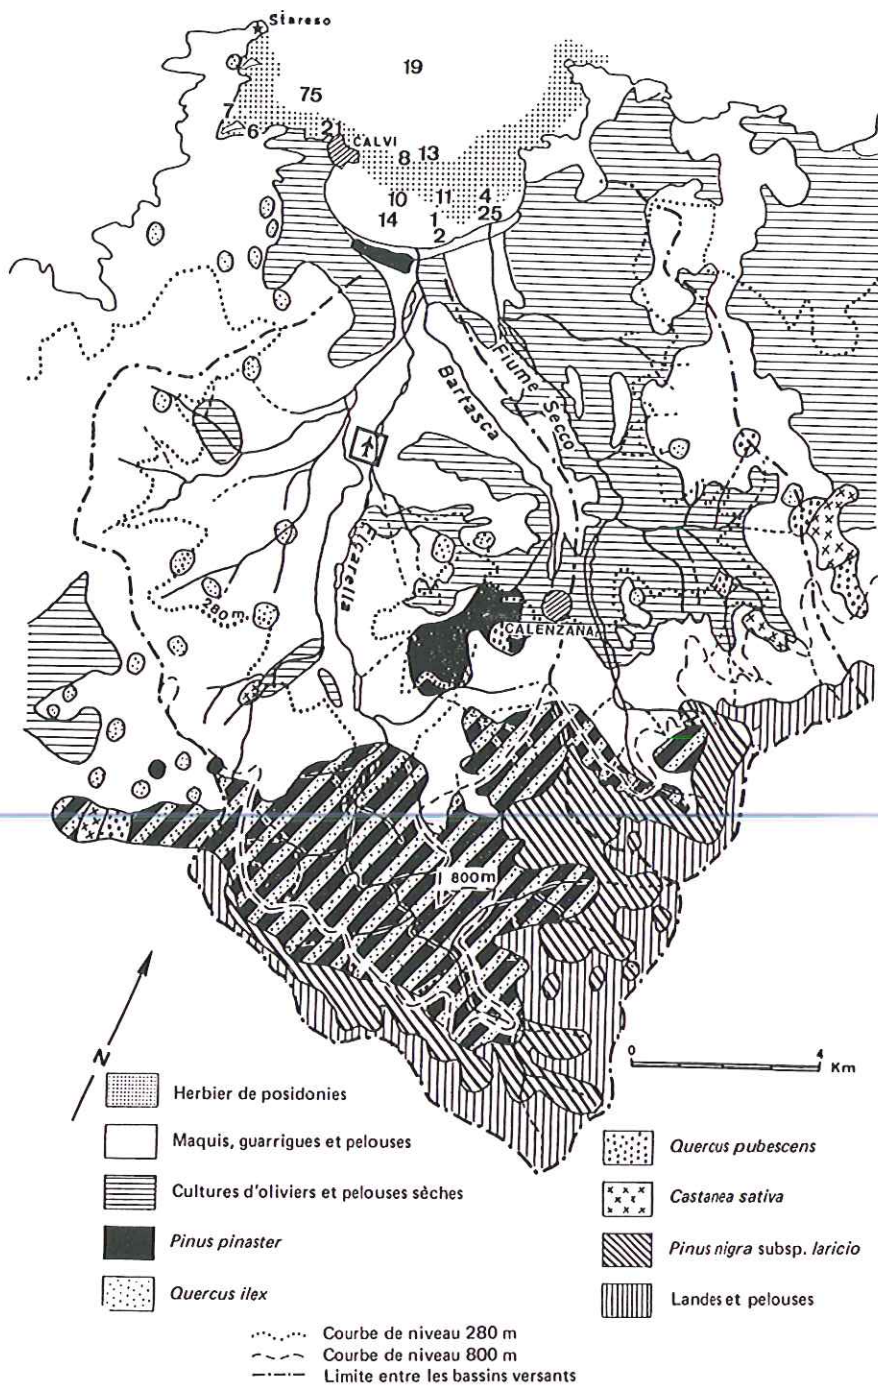 Stareso
19
75
7
6
21
CALVI
8 13
10 11 4
14 1 25
2
Fiume Secco
Bartasca
Ficarella
280 m
CALENZANA
800 m
N
0 4
Km
Herbier de posidonies
Maquis, guarrigues et pelouses
Cultures d'oliviers et pelouses sèches
Pinus pinaster
Quercus ilex
Quercus pubescens
Castanea sativa
Pinus nigra subsp. laricio
Landes et pelouses
Courbe de niveau 280 m
Courbe de niveau 800 m
Limite entre les bassins versants